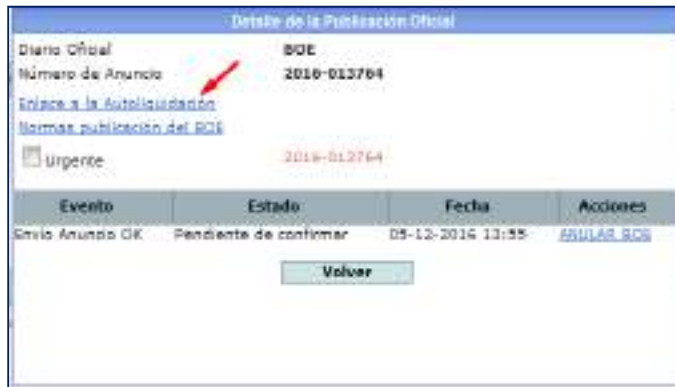 Detalle de la Publicación Oficial
Diario Oficial BOE
Número de Anuncio 2016-013764
Enlace a la Autoliquidación
Normas publicación del BOE
Urgente 2016-013764
Evento Estado Fecha Acciones
Envio Anuncio OK Pendiente de confirmar 05-12-2016 13:55 ANULAR BOE
Volver